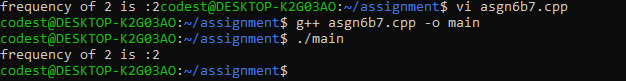 frequency of 2 is :2codest@DESKTOP-K2G03AO:~/assignment$ vi asgn6b7.cpp
codest@DESKTOP-K2G03AO:~/assignment$ g++ asgn6b7.cpp -o main
codest@DESKTOP-K2G03AO:~/assignment$ ./main
frequency of 2 is :2
codest@DESKTOP-K2G03AO:~/assignment$